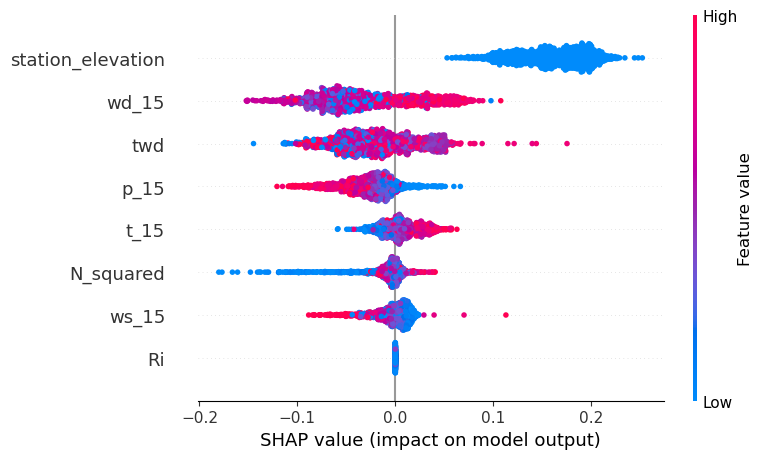 High
station_elevation
wd_15
twd
p_15
t_15
N_squared
ws_15
Ri
Feature value
Low
−0.2 −0.1 0.0 0.1 0.2
SHAP value (impact on model output)